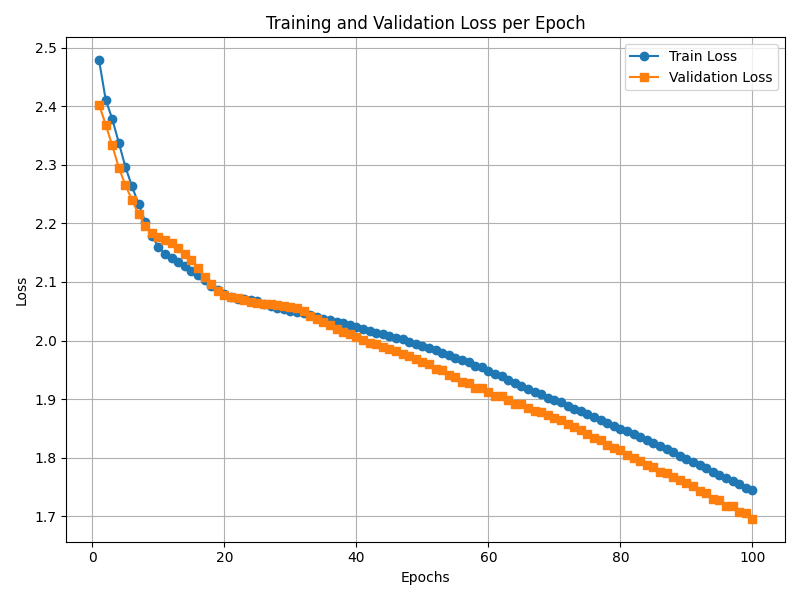 Training and Validation Loss per Epoch
Train Loss
Validation Loss
2.5
2.4
2.3
2.2
2.1
2.0
1.9
1.8
1.7
Loss
0 20 40 60 80 100
Epochs